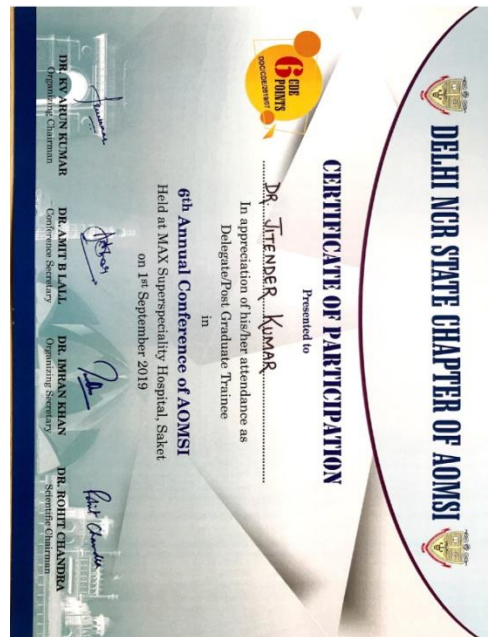 DELHI NCR STATE CHAPTER OF AOMSI
6
CDE
POINTS
CERTIFICATE OF PARTICIPATION
Presented to
DR. JITENDER KUMAR
In appreciation of his/her attendance as
Delegate/Post Graduate Trainee
in
6th Annual Conference of AOMSI
Held at MAX Superspeciality Hospital, Saket
on 1st September 2019
Rohit Chandra
DR. KV ARUN KUMAR
Organizing Chairman
DR. AMIT B LALL
Conference Secretary
DR. IMRAN KHAN
Organizing Secretary
DR. ROHIT CHANDRA
Scientific Chairman